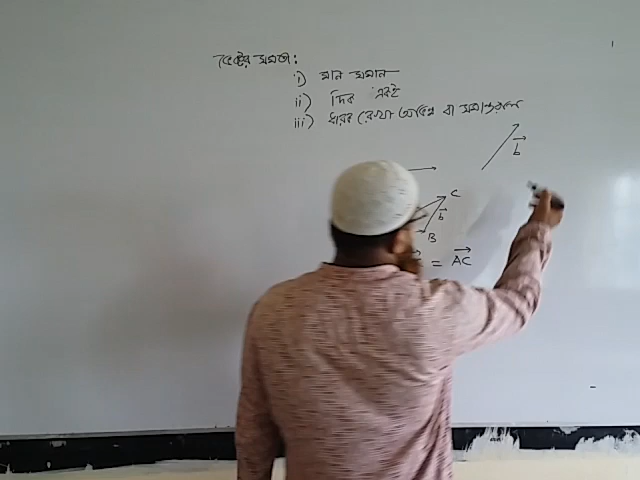 ভেক্টর সমতা:
i) মান সমান
ii) দিক একই
iii) ধারক রেখা অভিন্ন বা সমান্তরাল
b
C
b
B
= AC